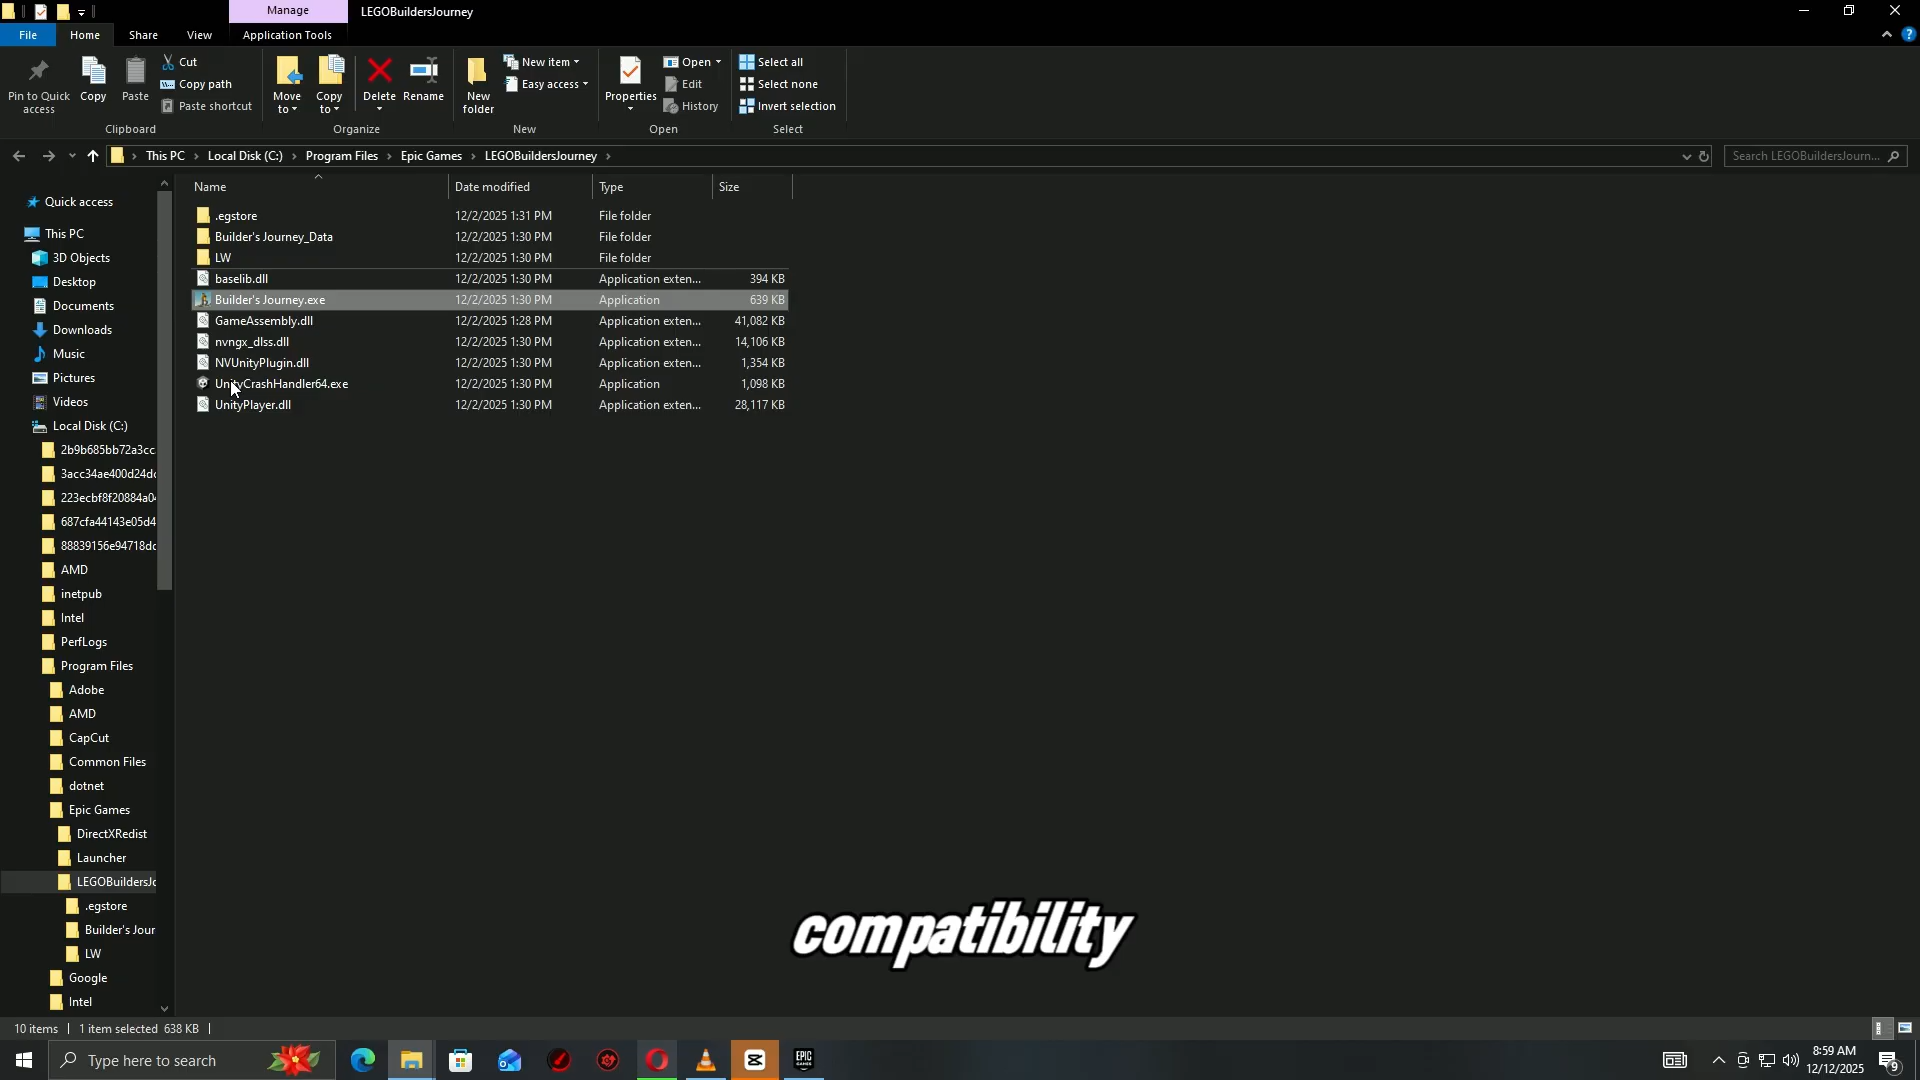 Manage
LEGOBuildersJourney
File
Home
Share
View
Application Tools
Pin to Quick access
Copy
Paste
Cut
Copy path
Paste shortcut
Clipboard
Move to
Copy to
Delete
Rename
Organize
New folder
New item
Easy access
New
Properties
Open
Edit
History
Open
Select all
Select none
Invert selection
Select
This PC
Local Disk (C:)
Program Files
Epic Games
LEGOBuildersJourney
Search LEGOBuildersJourn...
Name
Date modified
Type
Size
.egstore 12/2/2025 1:31 PM File folder
Builder's Journey_Data 12/2/2025 1:30 PM File folder
LW 12/2/2025 1:30 PM File folder
baselib.dll 12/2/2025 1:30 PM Application exten... 394 KB
Builder's Journey.exe 12/2/2025 1:30 PM Application 639 KB
GameAssembly.dll 12/2/2025 1:28 PM Application exten... 41,082 KB
nvngx_dlss.dll 12/2/2025 1:30 PM Application exten... 14,106 KB
NVUnityPlugin.dll 12/2/2025 1:30 PM Application exten... 1,354 KB
UnityCrashHandler64.exe 12/2/2025 1:30 PM Application 1,098 KB
UnityPlayer.dll 12/2/2025 1:30 PM Application exten... 28,117 KB
Quick access
This PC
3D Objects
Desktop
Documents
Downloads
Music
Pictures
Videos
Local Disk (C:)
2b9b685bb72a3cc
3acc34ae400d24dc
223ecbf8f20884a04
687cfa44143e05d4
88839156e94718dc
AMD
inetpub
Intel
PerfLogs
Program Files
Adobe
AMD
CapCut
Common Files
dotnet
Epic Games
DirectXRedist
Launcher
LEGOBuildersJo
.egstore
Builder's Jour
LW
Google
Intel
compatibility
10 items
1 item selected 638 KB
Type here to search
EPIC GAMES
8:59 AM
12/12/2025
9